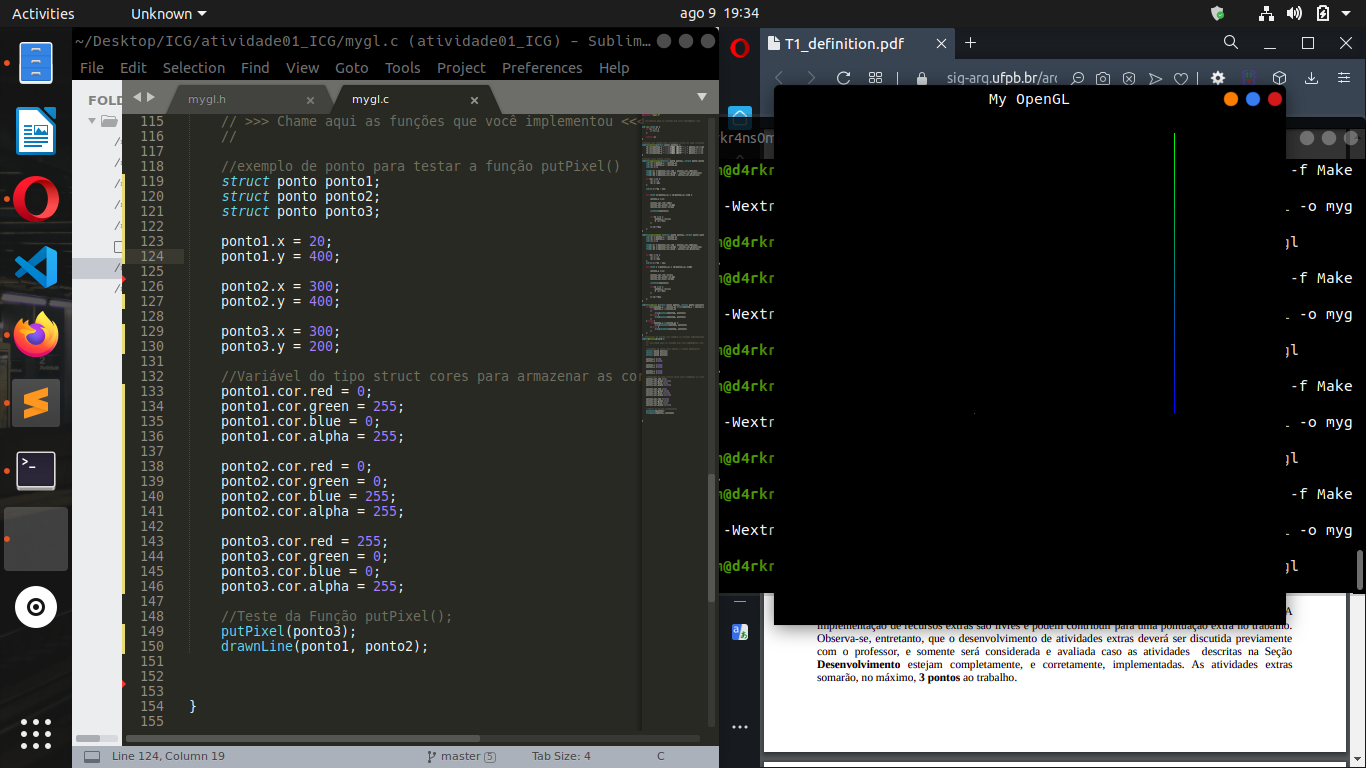 Activities
Unknown
ago 9 19:34
~/Desktop/ICG/atividade01_ICG/mygl.c (atividade01_ICG) – Sublim…
File Edit Selection Find View Goto Tools Project Preferences Help
FOLD
mygl.h
mygl.c
115 // >>> Chame aqui as funções que você implementou <<<
116 //
117
118 //exemplo de ponto para testar a função putPixel()
119 struct ponto ponto1;
120 struct ponto ponto2;
121 struct ponto ponto3;
122
123 ponto1.x = 20;
124 ponto1.y = 400;
125
126 ponto2.x = 300;
127 ponto2.y = 400;
128
129 ponto3.x = 300;
130 ponto3.y = 200;
131
132 //Variável do tipo struct cores para armazenar as cor
133 ponto1.cor.red = 0;
134 ponto1.cor.green = 255;
135 ponto1.cor.blue = 0;
136 ponto1.cor.alpha = 255;
137
138 ponto2.cor.red = 0;
139 ponto2.cor.green = 0;
140 ponto2.cor.blue = 255;
141 ponto2.cor.alpha = 255;
142
143 ponto3.cor.red = 255;
144 ponto3.cor.green = 0;
145 ponto3.cor.blue = 0;
146 ponto3.cor.alpha = 255;
147
148 //Teste da Função putPixel();
149 putPixel(ponto3);
150 drawnLine(ponto1, ponto2);
151
152
153
154 }
155
Line 124, Column 19
master 5
Tab Size: 4
C
T1_definition.pdf
sig-arq.ufpb.br/arq
My OpenGL
kr4ns0m
n@d4rkr -f Make
-Wextr -o myg
n@d4rkr gl
n@d4rkr -f Make
-Wextr -o myg
n@d4rkr gl
n@d4rkr -f Make
-Wextr -o myg
n@d4rkr gl
n@d4rkr -f Make
-Wextr -o myg
n@d4rkr gl
A
implementação de recursos extras são livres e podem contribuir para uma pontuação extra no trabalho.
Observa-se, entretanto, que o desenvolvimento de atividades extras deverá ser discutida previamente
com o professor, e somente será considerada e avaliada caso as atividades descritas na Seção
Desenvolvimento estejam completamente, e corretamente, implementadas. As atividades extras
somarão, no máximo, 3 pontos ao trabalho.